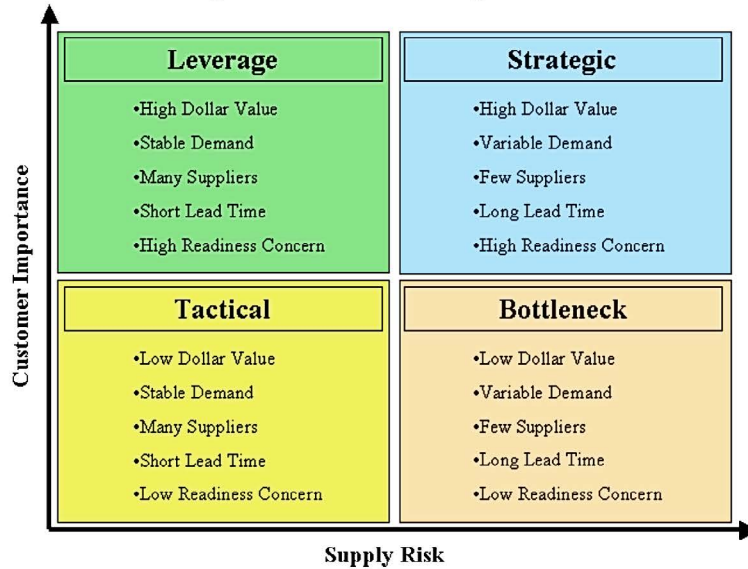 Customer Importance
Leverage
•High Dollar Value
•Stable Demand
•Many Suppliers
•Short Lead Time
•High Readiness Concern
Strategic
•High Dollar Value
•Variable Demand
•Few Suppliers
•Long Lead Time
•High Readiness Concern
Tactical
•Low Dollar Value
•Stable Demand
•Many Suppliers
•Short Lead Time
•Low Readiness Concern
Bottleneck
•Low Dollar Value
•Variable Demand
•Few Suppliers
•Long Lead Time
•Low Readiness Concern
Supply Risk